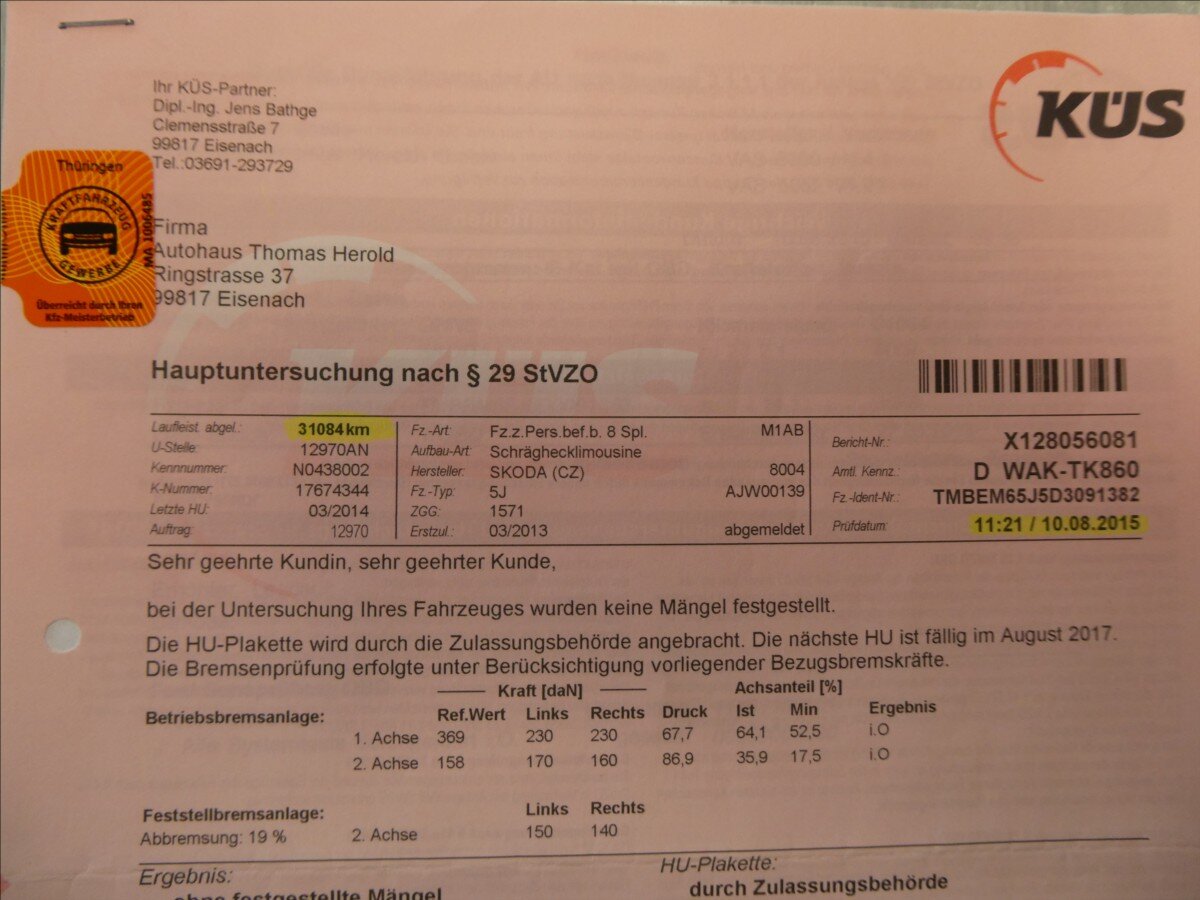 KÜS
Ihr KÜS-Partner:
Dipl.-Ing. Jens Bathge
Clemensstraße 7
99817 Eisenach
Tel.:03691-293729
Thüringen
KRAFTFAHRZEUG
GEWERBE
MA 1006485
Überreicht durch Ihren
Kfz-Meisterbetrieb
Firma
Autohaus Thomas Herold
Ringstrasse 37
99817 Eisenach
Hauptuntersuchung nach § 29 StVZO
Laufleist. abgel.: 31084km
U-Stelle: 12970AN
Kennnummer: N0438002
K-Nummer: 17674344
Letzte HU: 03/2014
Auftrag: 12970
Fz.-Art: Fz.z.Pers.bef.b. 8 Spl. M1AB
Aufbau-Art: Schräghecklimousine
Hersteller: SKODA (CZ) 8004
Fz.-Typ: 5J AJW00139
ZGG: 1571
Erstzul.: 03/2013 abgemeldet
Bericht-Nr.: X128056081
Amtl. Kennz.: D WAK-TK860
Fz.-Ident-Nr.: TMBEM65J5D3091382
Prüfdatum: 11:21 / 10.08.2015
Sehr geehrte Kundin, sehr geehrter Kunde,
bei der Untersuchung Ihres Fahrzeuges wurden keine Mängel festgestellt.
Die HU-Plakette wird durch die Zulassungsbehörde angebracht. Die nächste HU ist fällig im August 2017.
Die Bremsenprüfung erfolgte unter Berücksichtigung vorliegender Bezugsbremskräfte.
Kraft [daN] Achsanteil [%]
Betriebsbremsanlage: Ref.Wert Links Rechts Druck Ist Min Ergebnis
1. Achse 369 230 230 67,7 64,1 52,5 i.O
2. Achse 158 170 160 86,9 35,9 17,5 i.O
Feststellbremsanlage: Links Rechts
Abbremsung: 19 % 2. Achse 150 140
Ergebnis: HU-Plakette:
ohne festgestellte Mängel durch Zulassungsbehörde